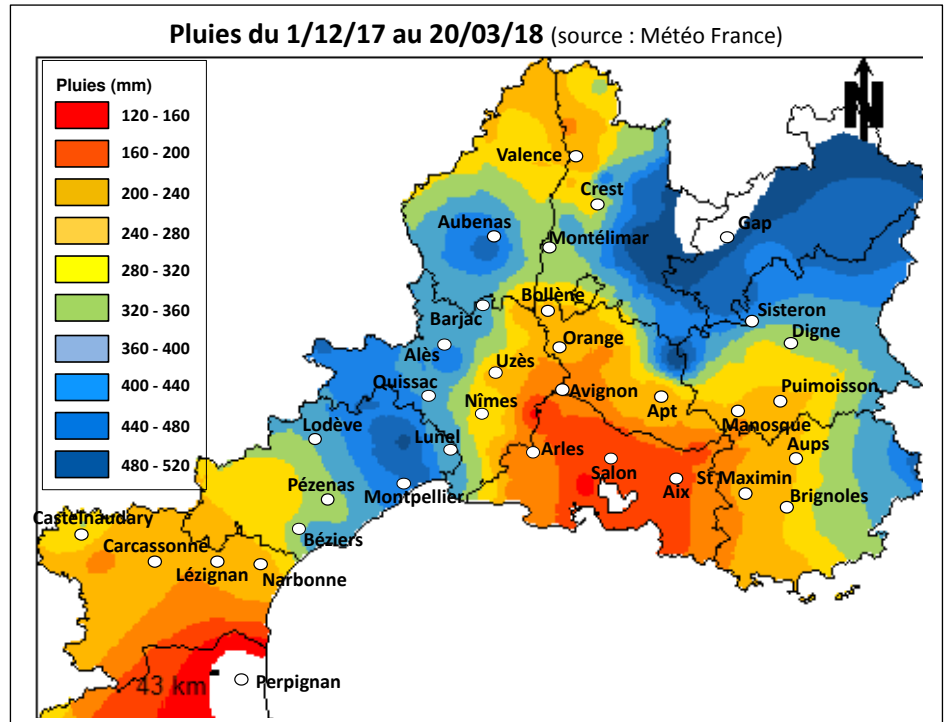 Pluies du 1/12/17 au 20/03/18 (source : Météo France)
Pluies (mm)
120 - 160
160 - 200
200 - 240
240 - 280
280 - 320
320 - 360
360 - 400
400 - 440
440 - 480
480 - 520
N
Valence
Crest
Aubenas
Montélimar
Gap
Bollène
Barjac
Sisteron
Orange
Digne
Alès
Uzès
Quissac
Avignon
Puimoisson
Nîmes
Apt
Manosque
Lodève
Lunel
Aups
Arles
Salon
Aix
St Maximin
Pézenas
Montpellier
Brignoles
Castelnaudary
Béziers
Carcassonne
Lézignan
Narbonne
Perpignan
43 km